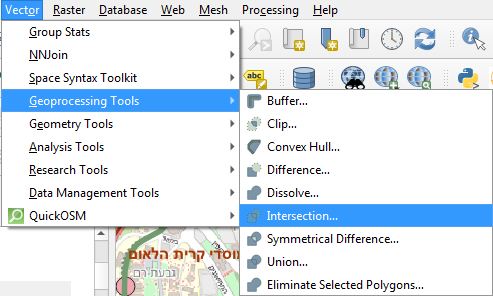 Vector Raster Database Web Mesh Processing Help
Group Stats
NNJoin
Space Syntax Toolkit
Geoprocessing Tools
Geometry Tools
Analysis Tools
Research Tools
Data Management Tools
QuickOSM
Buffer...
Clip...
Convex Hull...
Difference...
Dissolve...
Intersection...
Symmetrical Difference...
Union...
Eliminate Selected Polygons...
abc
מוסדי קרית הלאום
גבעת רם